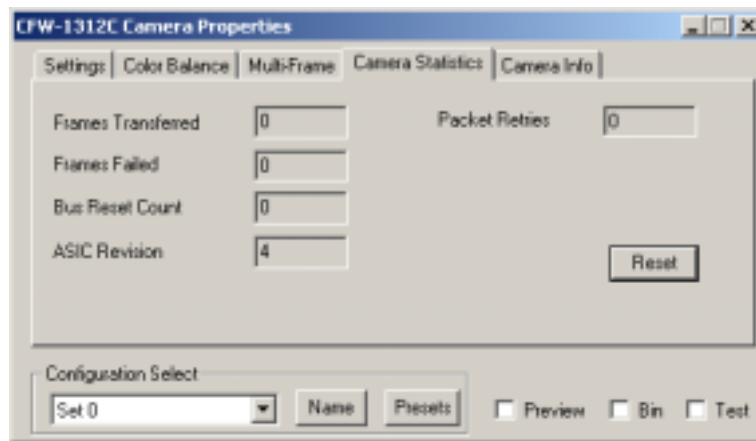 CFW-1312C Camera Properties
Settings Color Balance Multi-Frame Camera Statistics Camera Info
Frames Transferred 0 Packet Retries 0
Frames Failed 0
Bus Reset Count 0
ASIC Revision 4
Reset
Configuration Select
Set 0 Name Presets Preview Bin Test